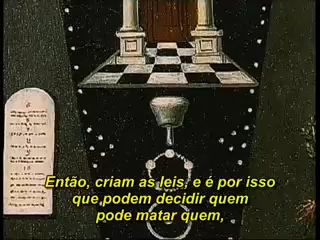 Então, criam as leis, e é por isso
que podem decidir quem
pode matar quem,